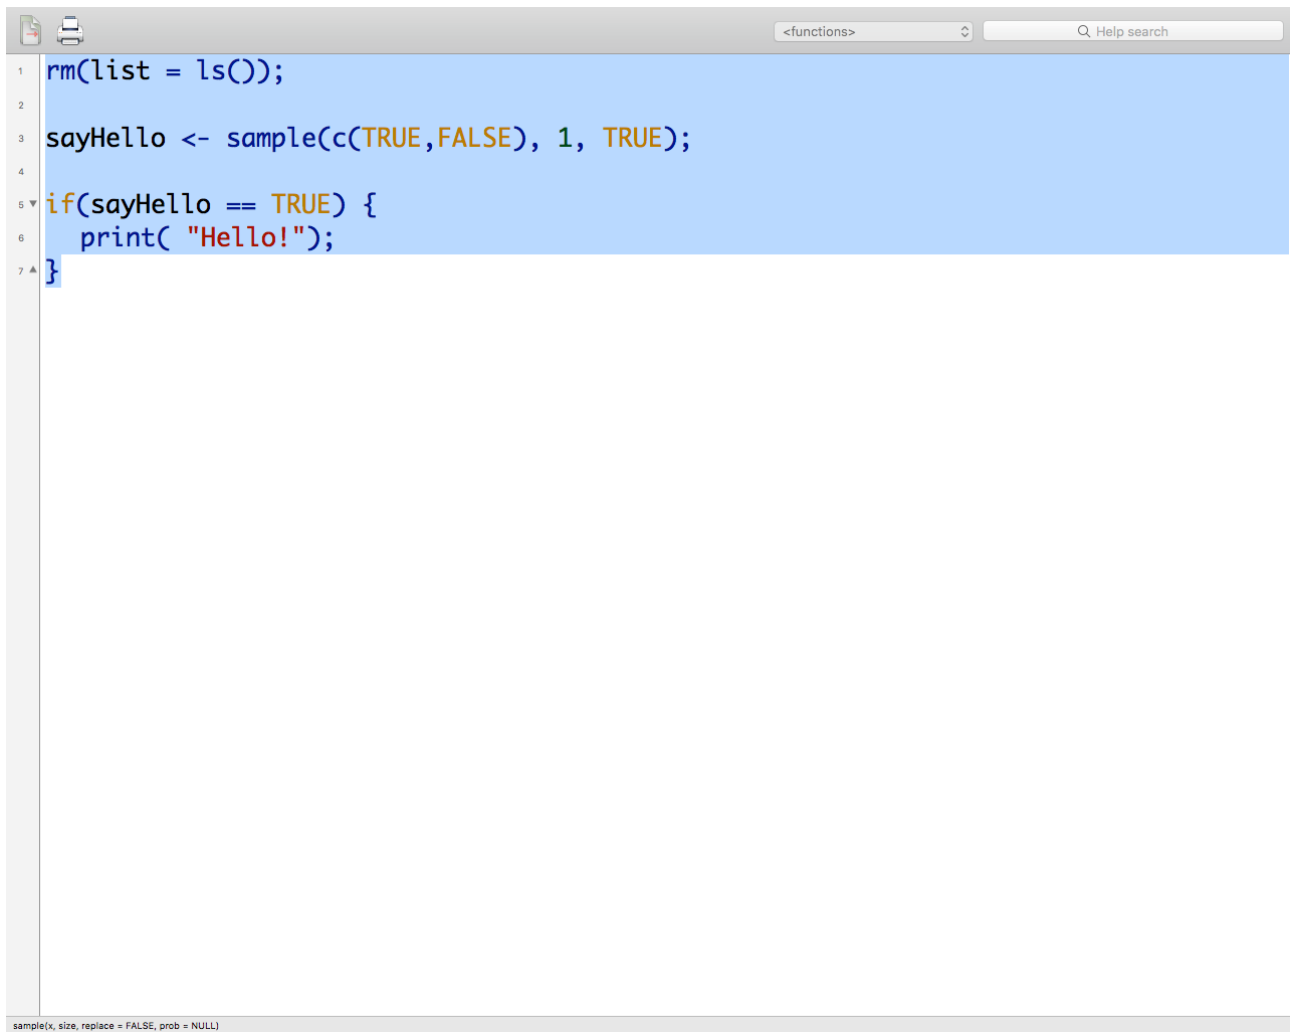 <functions>
Help search
1 rm(list = ls());
2
3 sayHello <- sample(c(TRUE,FALSE), 1, TRUE);
4
5 if(sayHello == TRUE) {
6 print( "Hello!");
7 }
sample(x, size, replace = FALSE, prob = NULL)